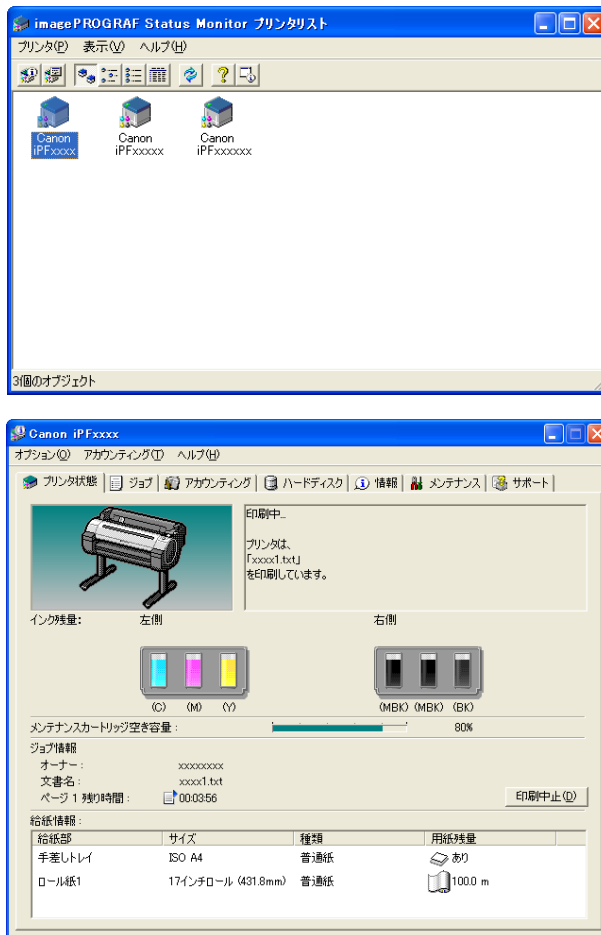 imagePROGRAF Status Monitor プリンタリスト
プリンタ(P) 表示(V) ヘルプ(H)
Canon iPFxxxx
Canon iPFxxxxx
Canon iPFxxxxxx
3個のオブジェクト
Canon iPFxxxx
オプション(O) アカウンティング(T) ヘルプ(H)
プリンタ状態 ジョブ アカウンティング ハードディスク 情報 メンテナンス サポート
印刷中...
プリンタは、
「xxxx1.txt」
を印刷しています。
インク残量: 左側 右側
(C) (M) (Y) (MBK) (MBK) (BK)
メンテナンスカートリッジ空き容量 : 80%
ジョブ情報
オーナー : xxxxxxxx
文書名 : xxxx1.txt
ページ 1 残り時間 : 00:03:56
印刷中止(D)
給紙情報 :
給紙部 サイズ 種類 用紙残量
手差しトレイ ISO A4 普通紙 あり
ロール紙1 17インチロール (431.8mm) 普通紙 100.0 m